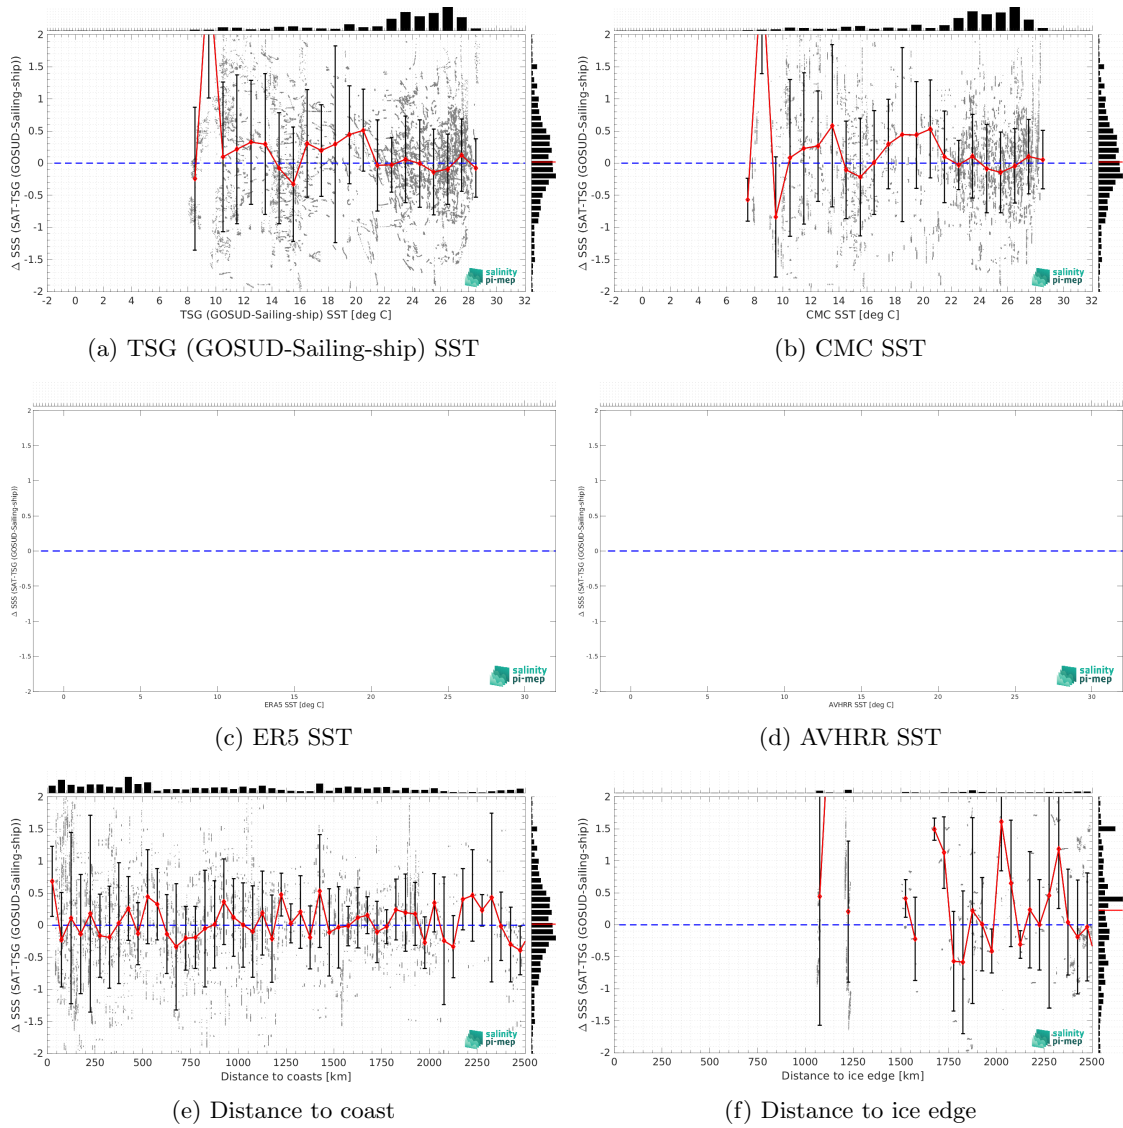 2
1.5
1
0.5
0
-0.5
-1
-1.5
-2
Δ SSS (SAT-TSG (GOSUD-Sailing-ship))
-2 0 2 4 6 8 10 12 14 16 18 20 22 24 26 28 30 32
TSG (GOSUD-Sailing-ship) SST [deg C]
salinity
pi-mep
(a) TSG (GOSUD-Sailing-ship) SST
2
1.5
1
0.5
0
-0.5
-1
-1.5
-2
Δ SSS (SAT-TSG (GOSUD-Sailing-ship))
-2 0 2 4 6 8 10 12 14 16 18 20 22 24 26 28 30 32
CMC SST [deg C]
salinity
pi-mep
(b) CMC SST
2
1.5
1
0.5
0
-0.5
-1
-1.5
-2
Δ SSS (SAT-TSG (GOSUD-Sailing-ship))
0 5 10 15 20 25 30
ERA5 SST [deg C]
salinity
pi-mep
(c) ER5 SST
2
1.5
1
0.5
0
-0.5
-1
-1.5
-2
Δ SSS (SAT-TSG (GOSUD-Sailing-ship))
0 5 10 15 20 25 30
AVHRR SST [deg C]
salinity
pi-mep
(d) AVHRR SST
2
1.5
1
0.5
0
-0.5
-1
-1.5
-2
Δ SSS (SAT-TSG (GOSUD-Sailing-ship))
0 250 500 750 1000 1250 1500 1750 2000 2250 2500
Distance to coasts [km]
salinity
pi-mep
(e) Distance to coast
2
1.5
1
0.5
0
-0.5
-1
-1.5
-2
Δ SSS (SAT-TSG (GOSUD-Sailing-ship))
0 250 500 750 1000 1250 1500 1750 2000 2250 2500
Distance to ice edge [km]
salinity
pi-mep
(f) Distance to ice edge